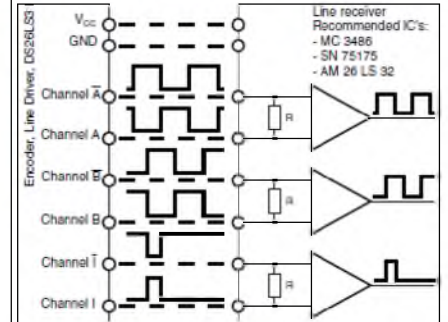 Encoder, Line Driver, DS26LS31
V_CC
GND
Channel A̅
Channel A
Channel B̅
Channel B
Channel I̅
Channel I
Line receiver
Recommended IC's:
- MC 3486
- SN 75175
- AM 26 LS 32
R
R
R